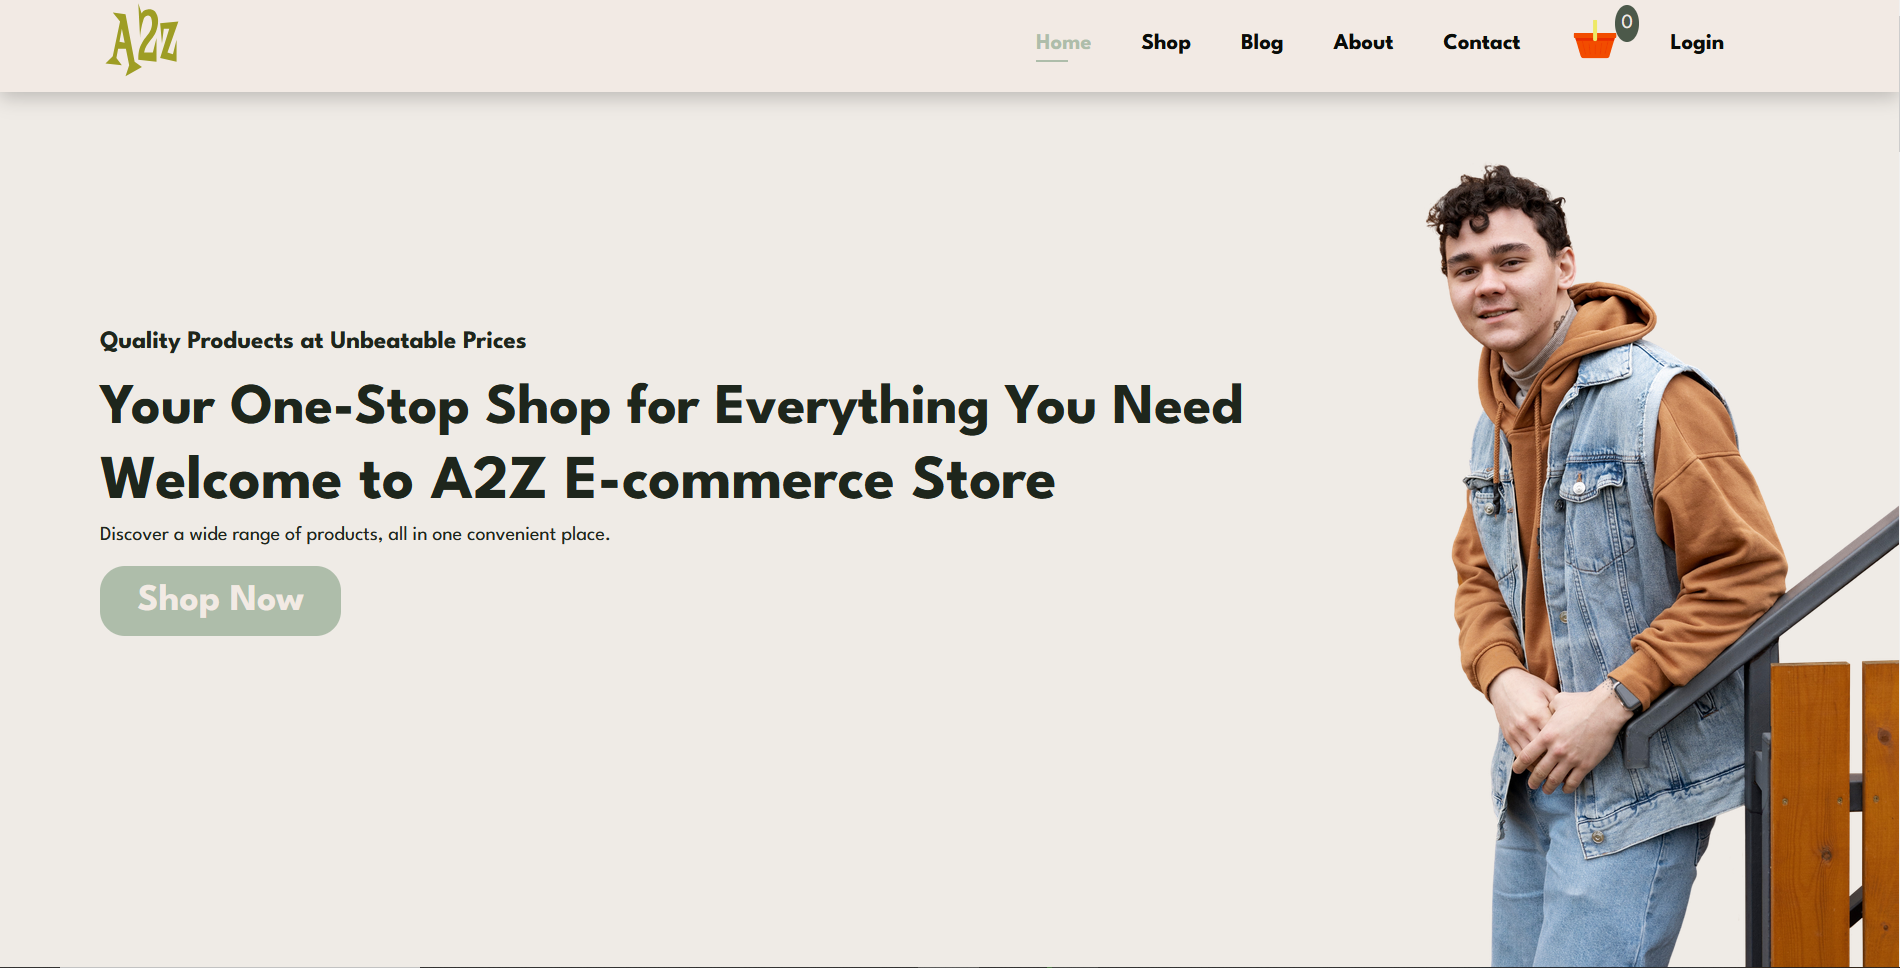 A2Z
Home Shop Blog About Contact 0 Login
Quality Produects at Unbeatable Prices
Your One-Stop Shop for Everything You Need
Welcome to A2Z E-commerce Store
Discover a wide range of products, all in one convenient place.
Shop Now